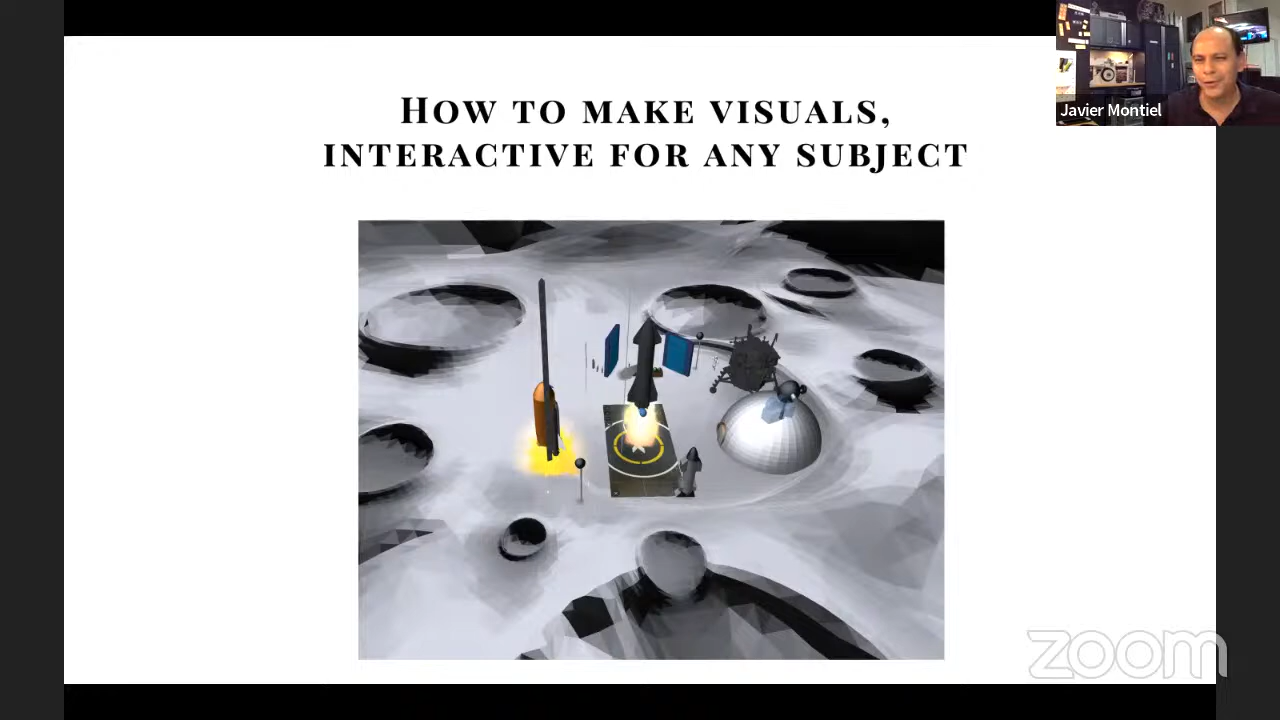 How to make visuals,
interactive for any subject
Javier Montiel
zoom